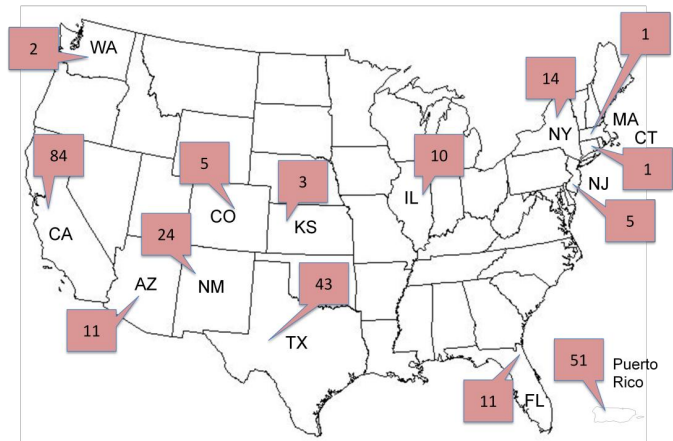 2
WA
1
14
MA
NY
CT
84
5
3
10
1
IL
NJ
CO
KS
5
CA
24
AZ
NM
43
11
TX
51
Puerto
Rico
11
FL